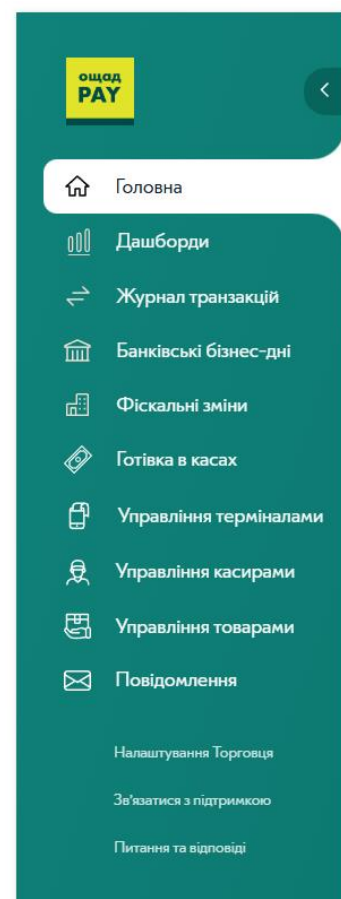 ощад
PAY
Головна
Дашборди
Журнал транзакцій
Банківські бізнес-дні
Фіскальні зміни
Готівка в касах
Управління терміналами
Управління касирами
Управління товарами
Повідомлення
Налаштування Торговця
Зв'язатися з підтримкою
Питання та відповіді